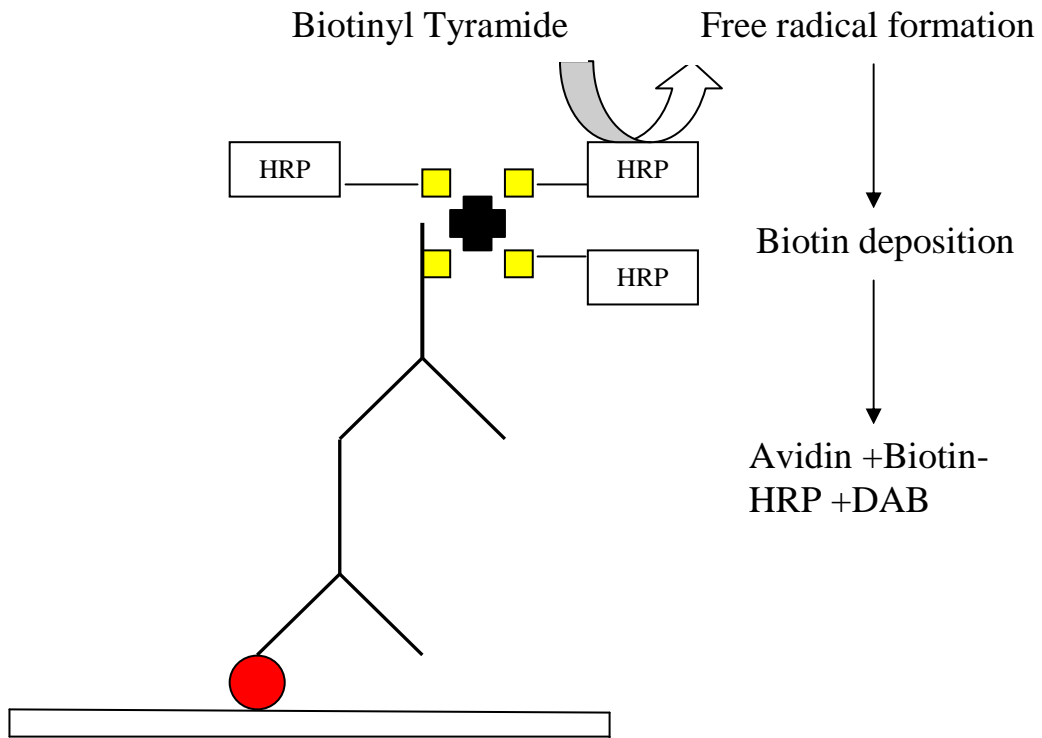 Biotinyl Tyramide
Free radical formation
HRP
HRP
Biotin deposition
HRP
Avidin +Biotin-
HRP +DAB